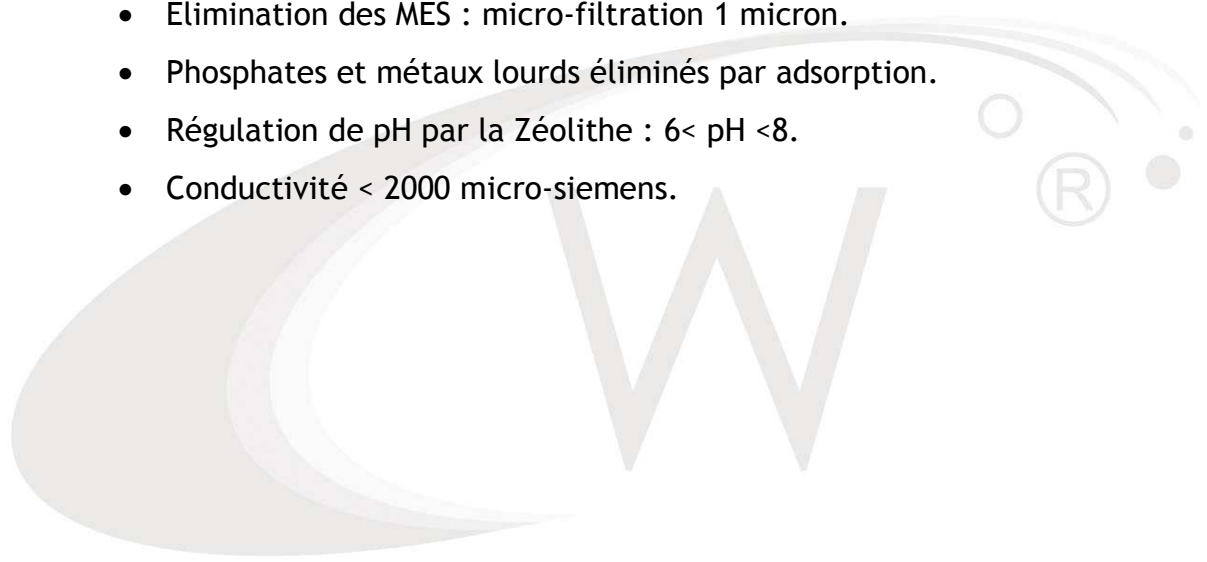 • Elimination des MES : micro-filtration 1 micron.
• Phosphates et métaux lourds éliminés par adsorption.
• Régulation de pH par la Zéolithe : 6< pH <8.
• Conductivité < 2000 micro-siemens.
W ®